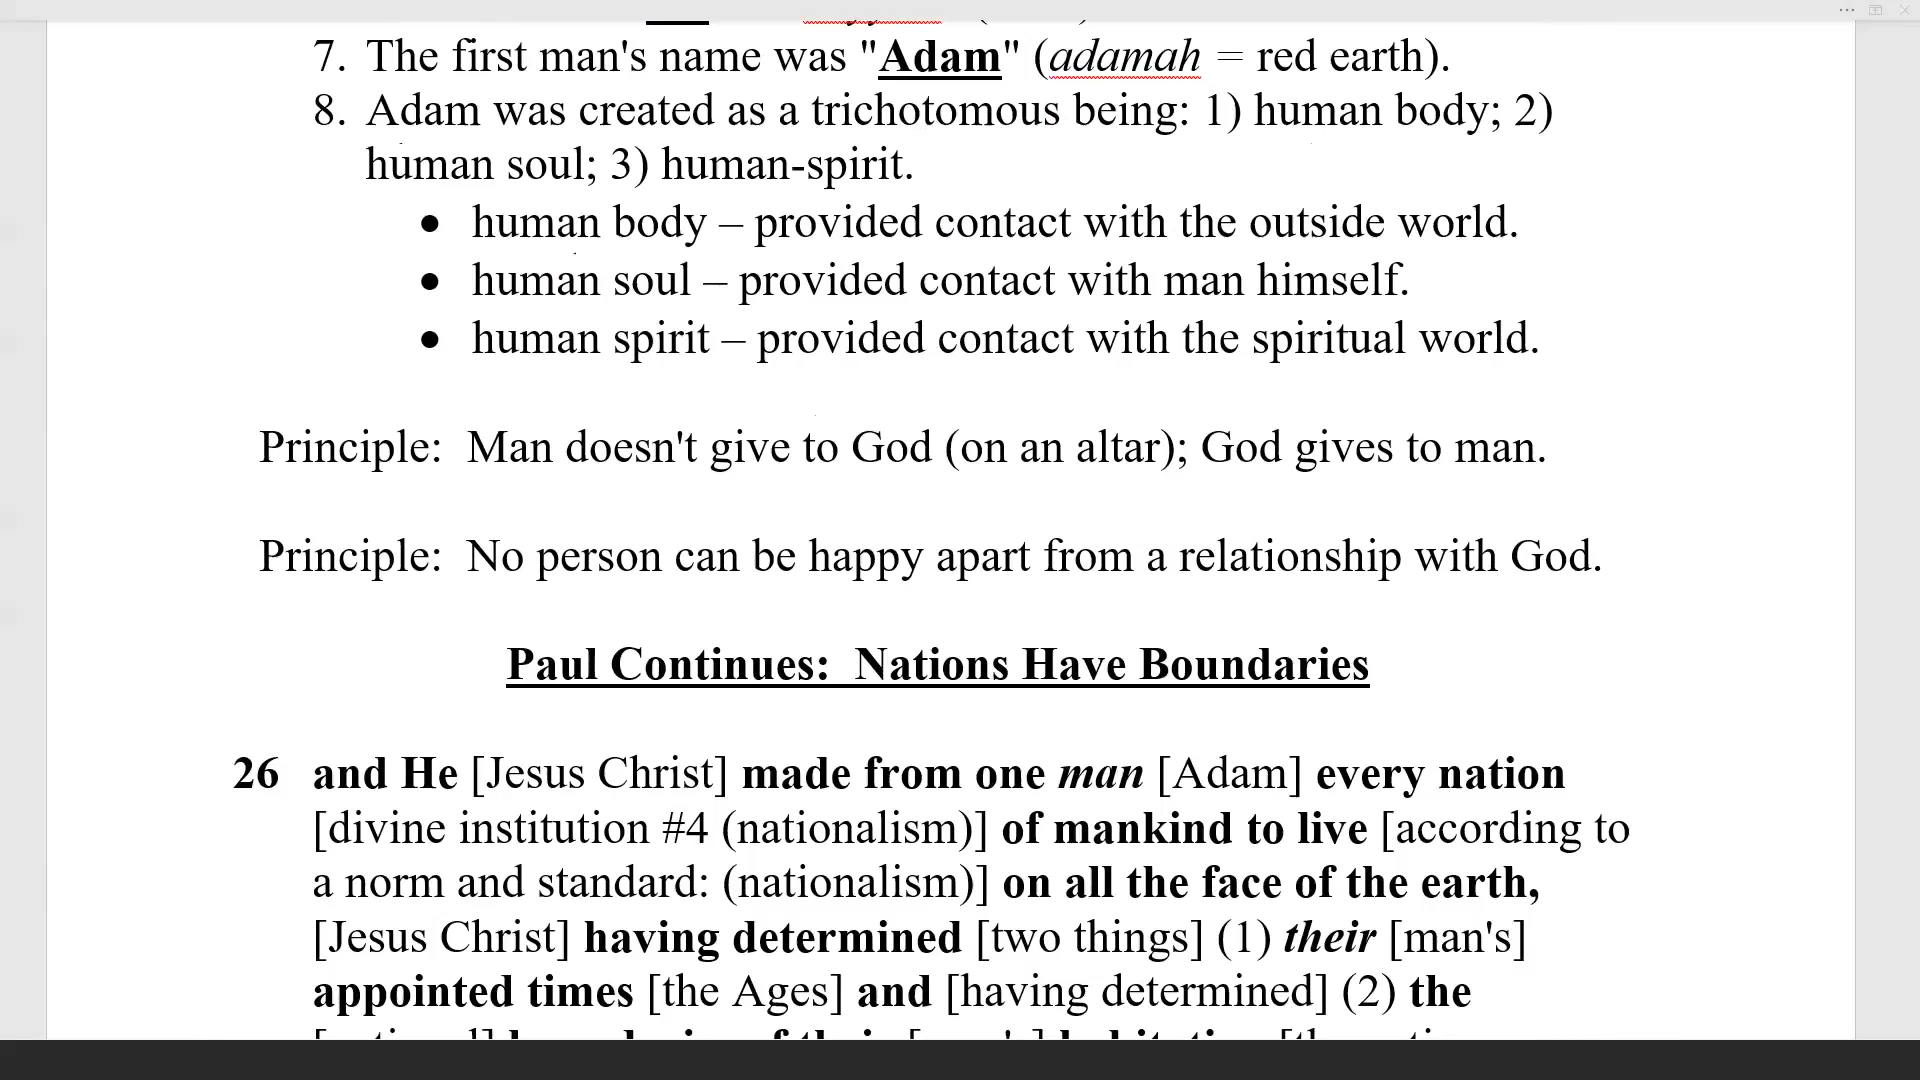 7. The first man's name was "Adam" (adamah = red earth).
8. Adam was created as a trichotomous being: 1) human body; 2)
human soul; 3) human-spirit.
• human body – provided contact with the outside world.
• human soul – provided contact with man himself.
• human spirit – provided contact with the spiritual world.
Principle: Man doesn't give to God (on an altar); God gives to man.
Principle: No person can be happy apart from a relationship with God.
Paul Continues: Nations Have Boundaries
26 and He [Jesus Christ] made from one man [Adam] every nation
[divine institution #4 (nationalism)] of mankind to live [according to
a norm and standard: (nationalism)] on all the face of the earth,
[Jesus Christ] having determined [two things] (1) their [man's]
appointed times [the Ages] and [having determined] (2) the